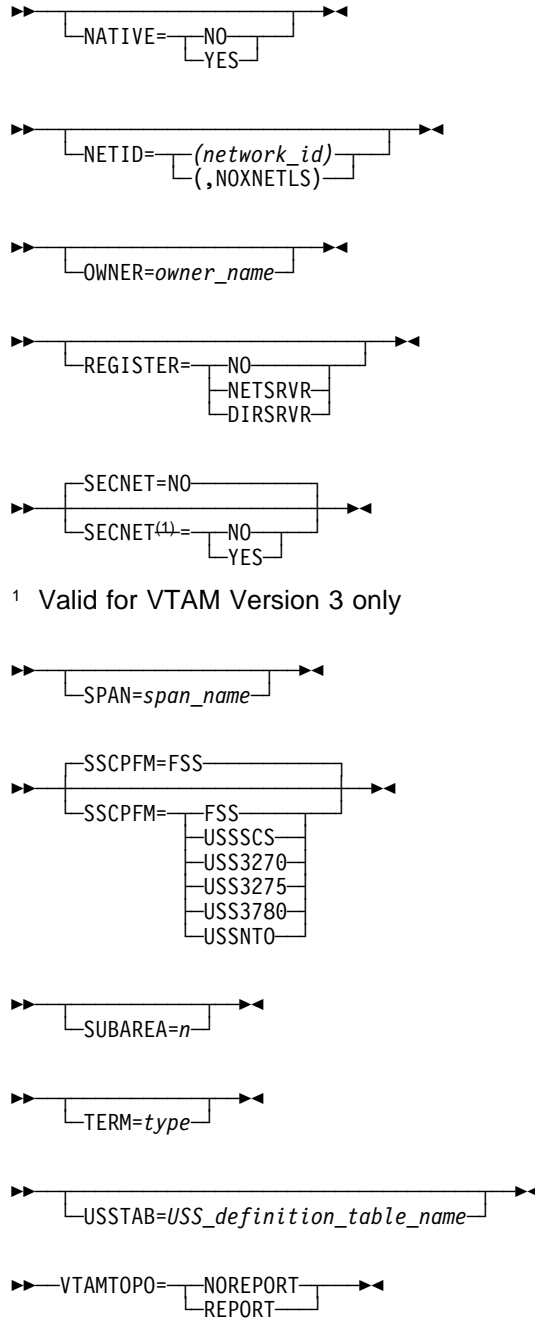 NATIVE= NO
YES
NETID= (network_id)
(,NOXNETLS)
OWNER=owner_name
REGISTER= NO
NETSRVR
DIRSRVR
SECNET=NO
SECNET(1)= NO
YES
1 Valid for VTAM Version 3 only
SPAN=span_name
SSCPFM=FSS
SSCPFM= FSS
USSSCS
USS3270
USS3275
USS3780
USSNTO
SUBAREA=n
TERM=type
USSTAB=USS_definition_table_name
VTAMTOPO= NOREPORT
REPORT